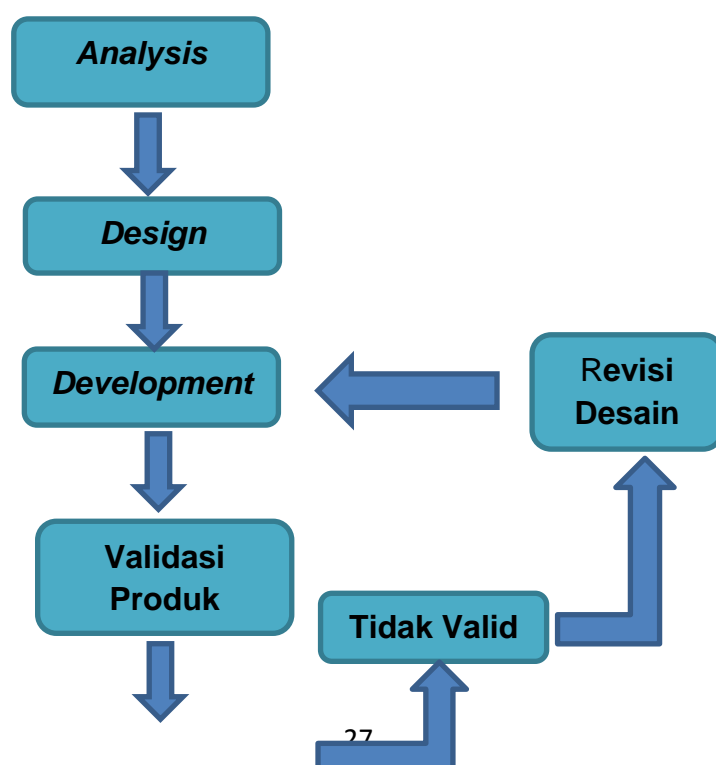 Analysis
Design
Development
Revisi
Desain
Validasi
Produk
Tidak Valid
27